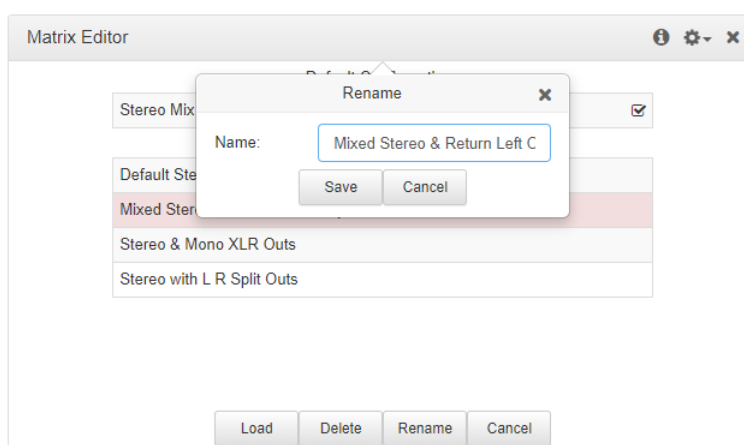 Matrix Editor
Rename
Stereo Mix
Name: Mixed Stereo & Return Left
Default Ste
Save Cancel
Mixed Ster
Stereo & Mono XLR Outs
Stereo with L R Split Outs
Load Delete Rename Cancel